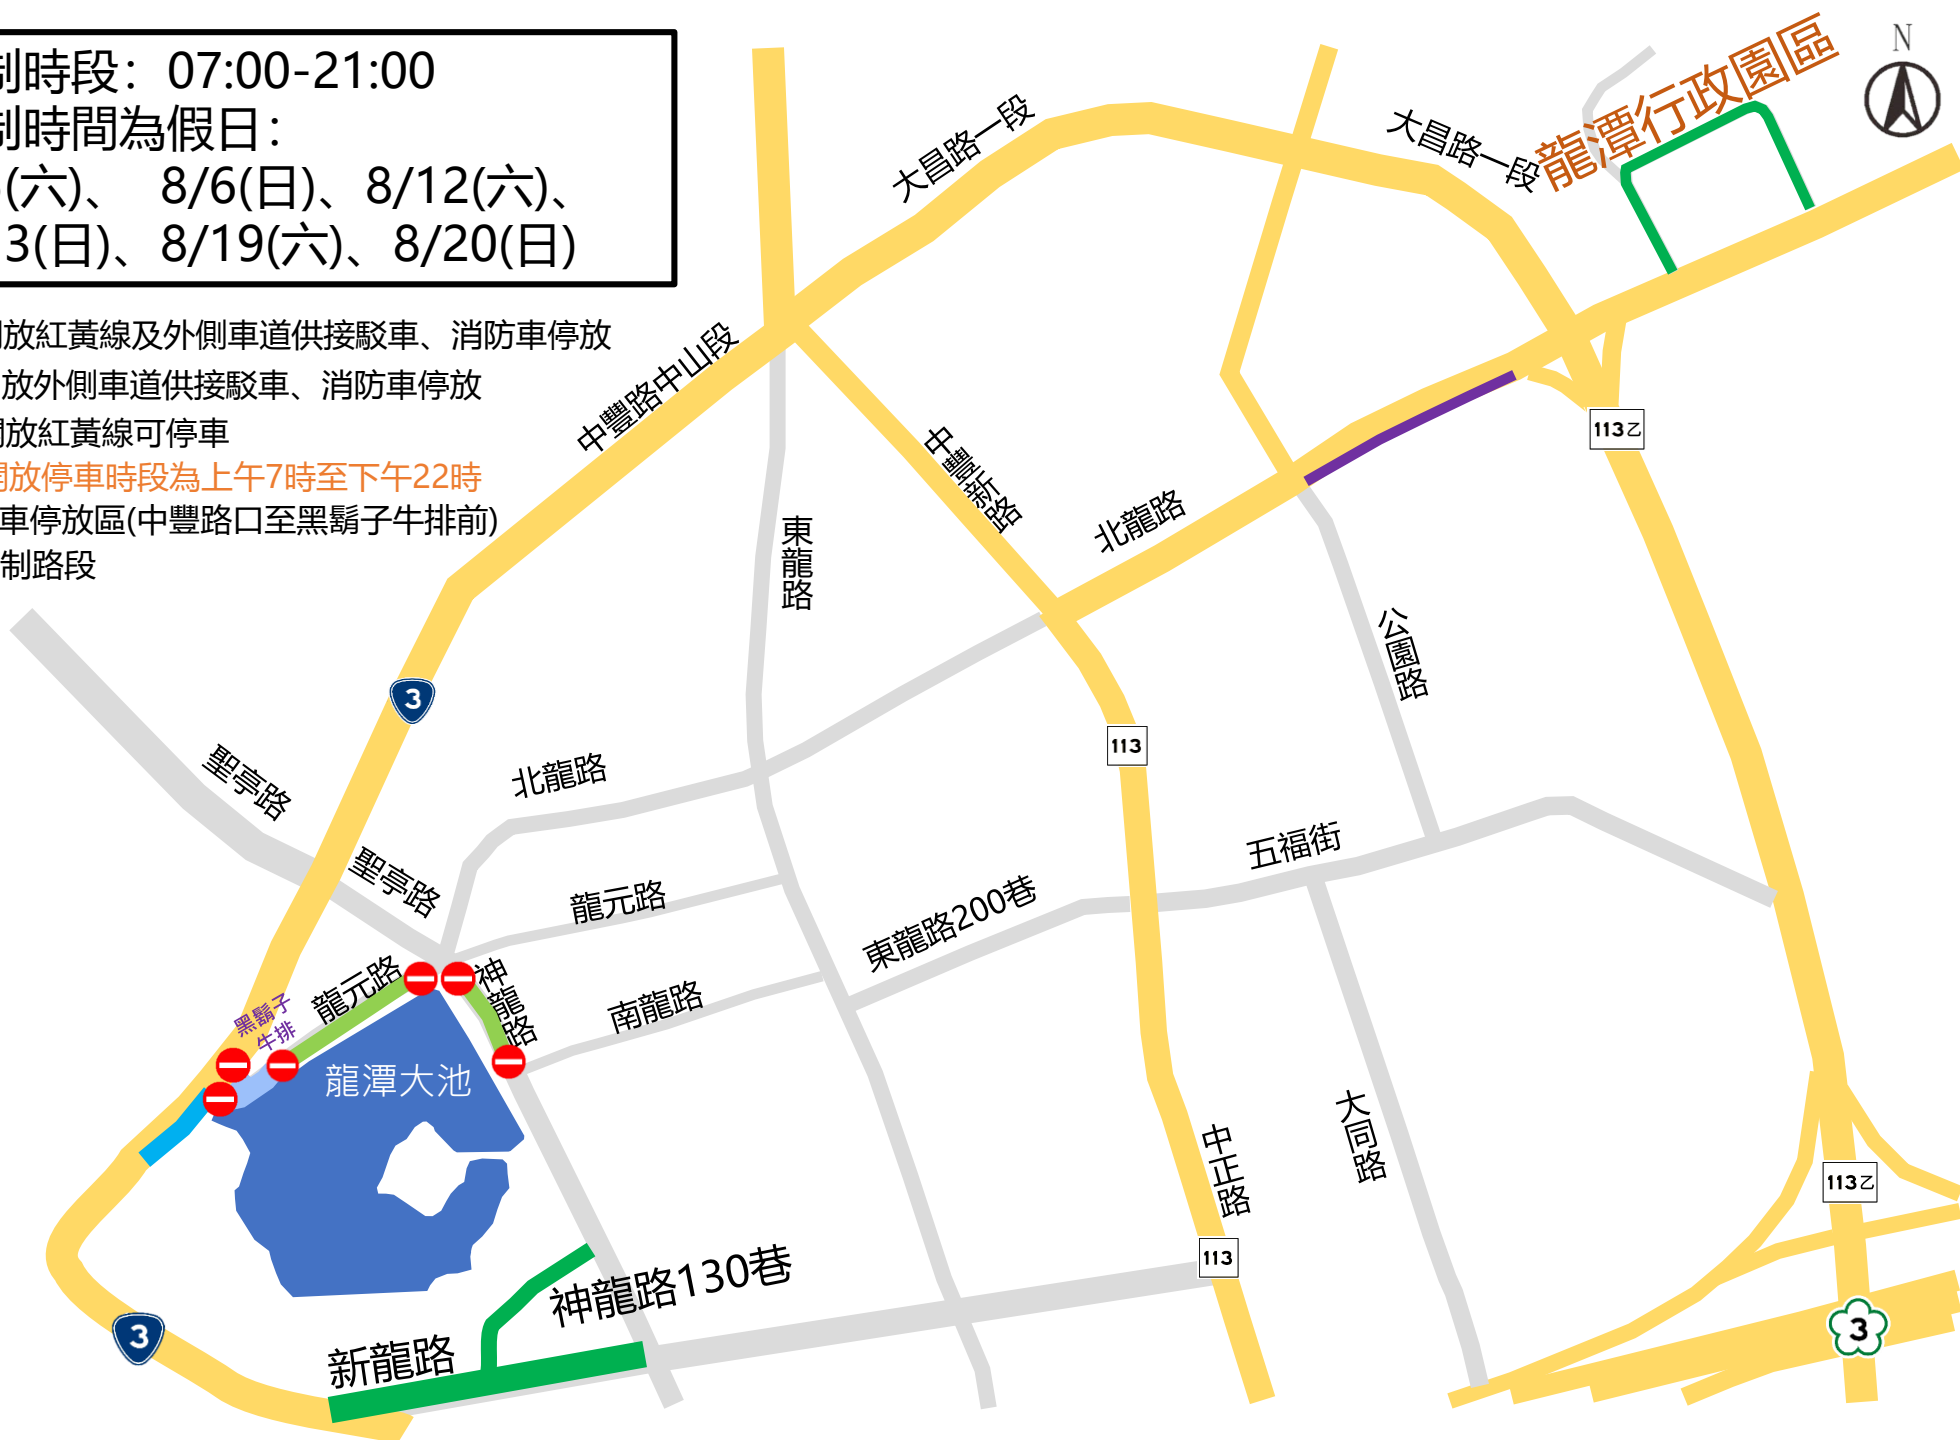 制時段：07:00-21:00
制時間為假日：
(六)、 8/6(日)、8/12(六)、
3(日)、8/19(六)、8/20(日)
放紅黃線及外側車道供接駁車、消防車停放
放外側車道供接駁車、消防車停放
開放紅黃線可停車
開放停車時段為上午7時至下午22時
車停放區(中豐路口至黑鬍子牛排前)
制路段
N
龍潭行政園區
大昌路一段
大昌路一段
中豐路中山段
中豐新路
113乙
北龍路
東龍路
公園路
3
113
聖亭路
北龍路
聖亭路
五福街
龍元路
東龍路200巷
龍元路
神龍路
黑鬍子
牛排
南龍路
龍潭大池
大同路
中正路
113乙
113
神龍路130巷
3
新龍路
3